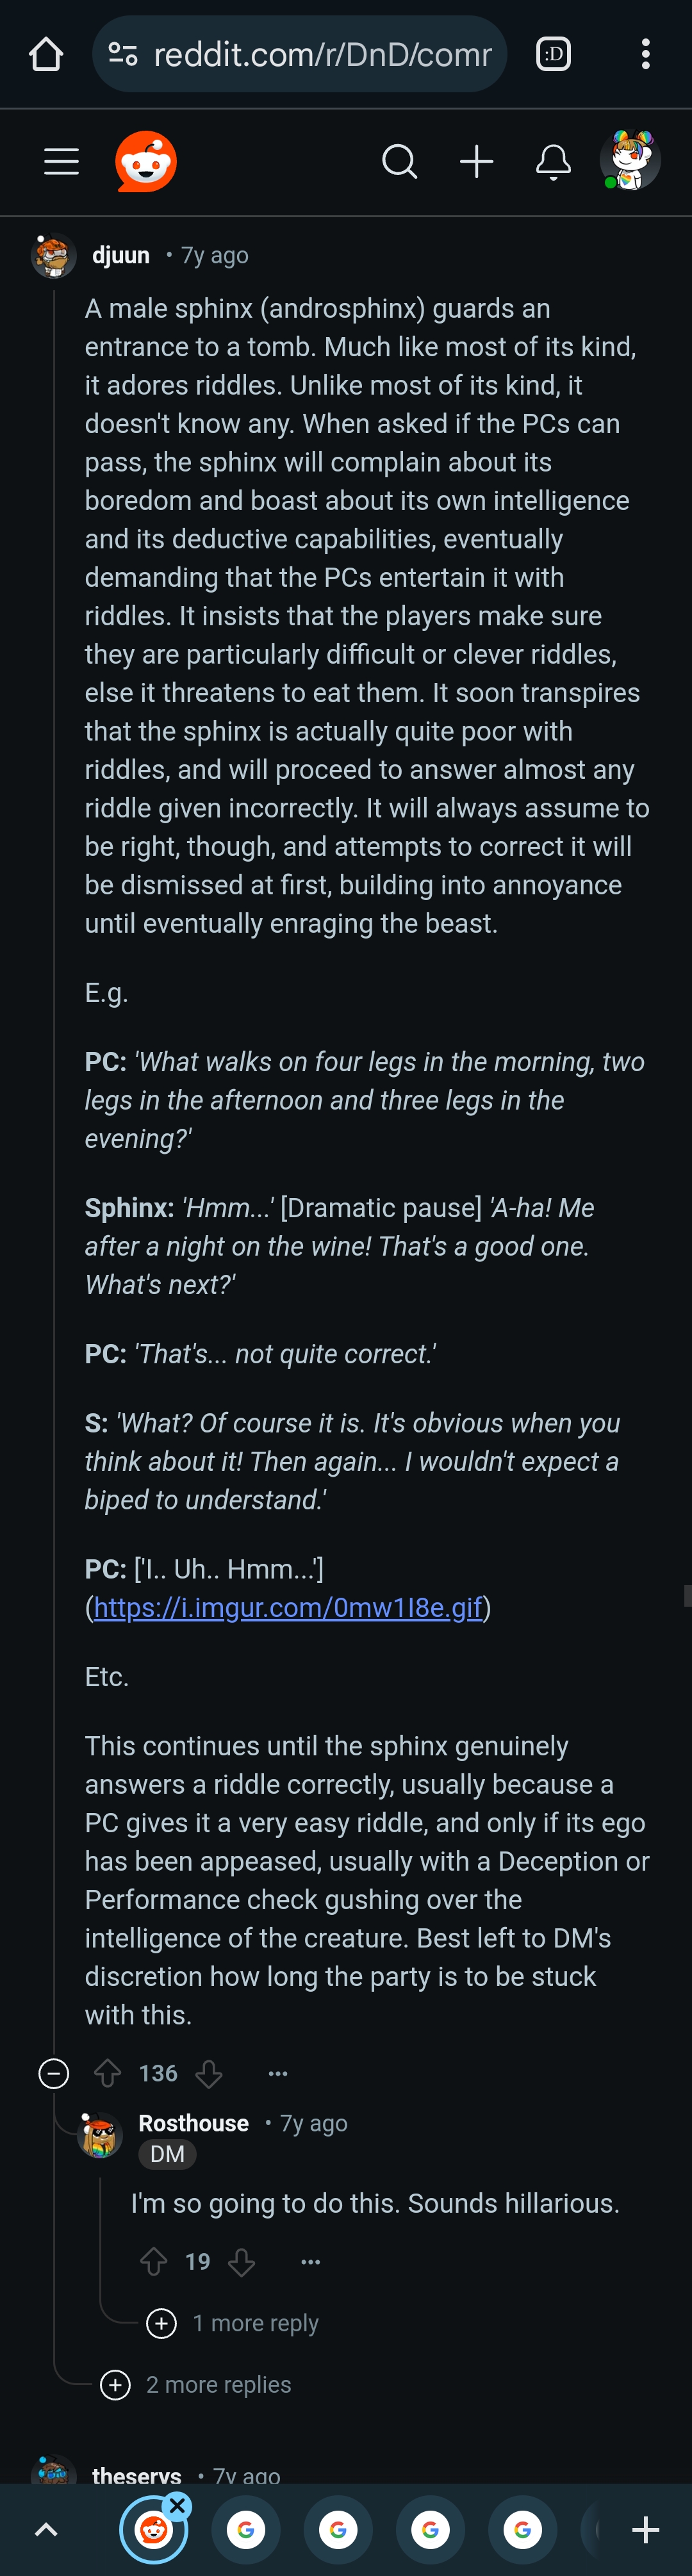 reddit.com/r/DnD/comr
:D
djuun • 7y ago
A male sphinx (androsphinx) guards an
entrance to a tomb. Much like most of its kind,
it adores riddles. Unlike most of its kind, it
doesn't know any. When asked if the PCs can
pass, the sphinx will complain about its
boredom and boast about its own intelligence
and its deductive capabilities, eventually
demanding that the PCs entertain it with
riddles. It insists that the players make sure
they are particularly difficult or clever riddles,
else it threatens to eat them. It soon transpires
that the sphinx is actually quite poor with
riddles, and will proceed to answer almost any
riddle given incorrectly. It will always assume to
be right, though, and attempts to correct it will
be dismissed at first, building into annoyance
until eventually enraging the beast.
E.g.
PC: 'What walks on four legs in the morning, two
legs in the afternoon and three legs in the
evening?'
Sphinx: 'Hmm...' [Dramatic pause] 'A-ha! Me
after a night on the wine! That's a good one.
What's next?'
PC: 'That's... not quite correct.'
S: 'What? Of course it is. It's obvious when you
think about it! Then again... I wouldn't expect a
biped to understand.'
PC: ['I.. Uh.. Hmm...']
(https://i.imgur.com/0mw1I8e.gif)
Etc.
This continues until the sphinx genuinely
answers a riddle correctly, usually because a
PC gives it a very easy riddle, and only if its ego
has been appeased, usually with a Deception or
Performance check gushing over the
intelligence of the creature. Best left to DM's
discretion how long the party is to be stuck
with this.
136
Rosthouse • 7y ago
DM
I'm so going to do this. Sounds hillarious.
19
1 more reply
2 more replies
theservs • 7y ago